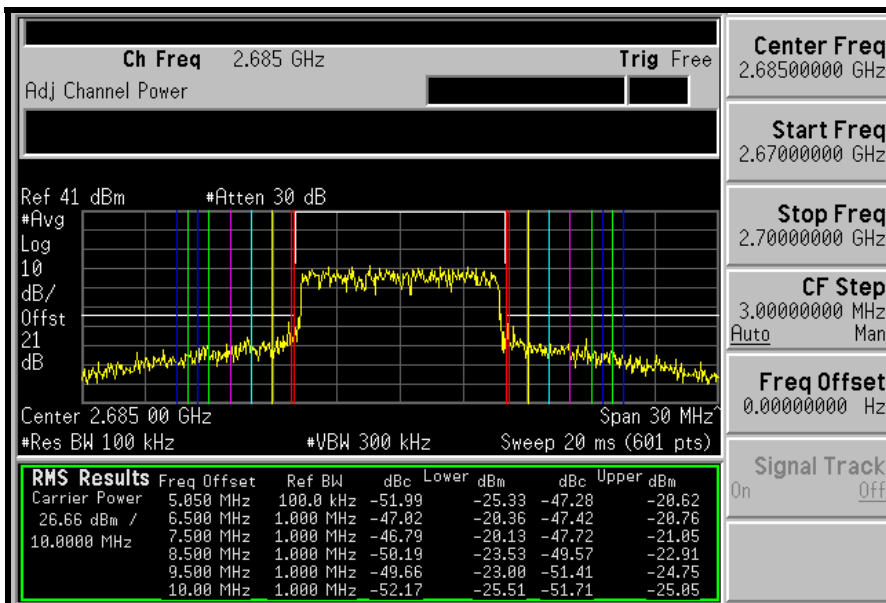 Ch Freq 2.685 GHz Trig Free
Adj Channel Power
Ref 41 dBm #Atten 30 dB
#Avg
Log
10
dB/
Offst
21
dB
Center 2.685 00 GHz Span 30 MHz^
#Res BW 100 kHz #VBW 300 kHz Sweep 20 ms (601 pts)
RMS Results Freq Offset Ref BW dBc Lower dBm dBc Upper dBm
Carrier Power 5.050 MHz 100.0 kHz -51.99 -25.33 -47.28 -20.62
26.66 dBm / 6.500 MHz 1.000 MHz -47.02 -20.36 -47.42 -20.76
10.0000 MHz 7.500 MHz 1.000 MHz -46.79 -20.13 -47.72 -21.05
8.500 MHz 1.000 MHz -50.19 -23.53 -49.57 -22.91
9.500 MHz 1.000 MHz -49.66 -23.00 -51.41 -24.75
10.00 MHz 1.000 MHz -52.17 -25.51 -51.71 -25.05
Center Freq
2.68500000 GHz
Start Freq
2.67000000 GHz
Stop Freq
2.70000000 GHz
CF Step
3.00000000 MHz
Auto Man
Freq Offset
0.00000000 Hz
Signal Track
On Off